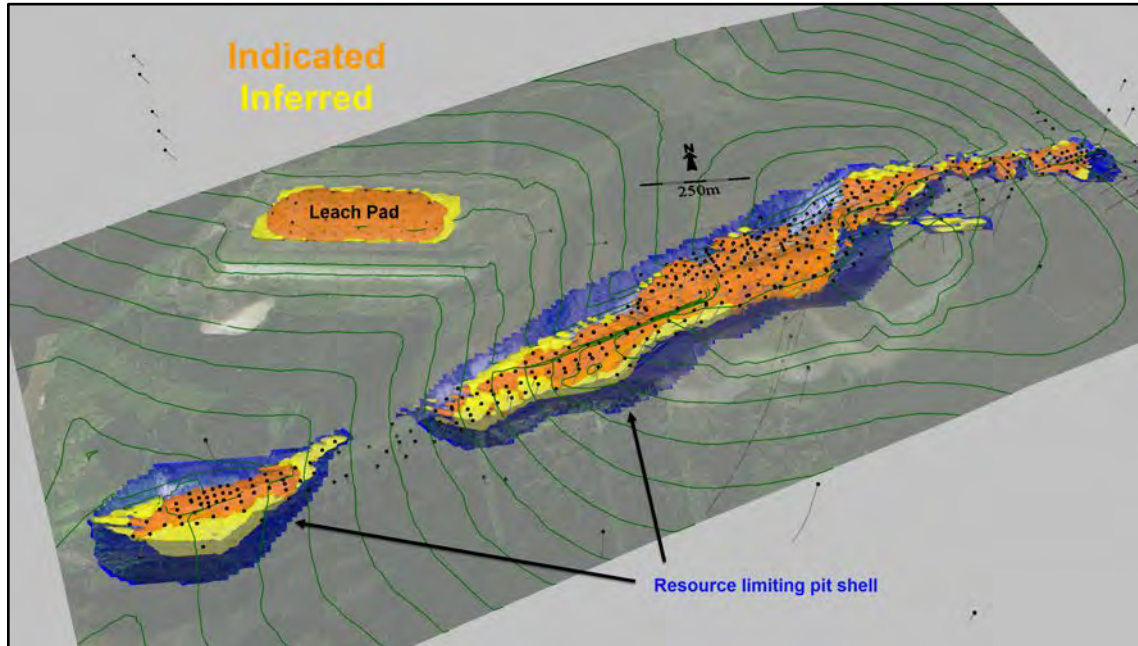 Indicated
Inferred
N
250m
Leach Pad
Resource limiting pit shell